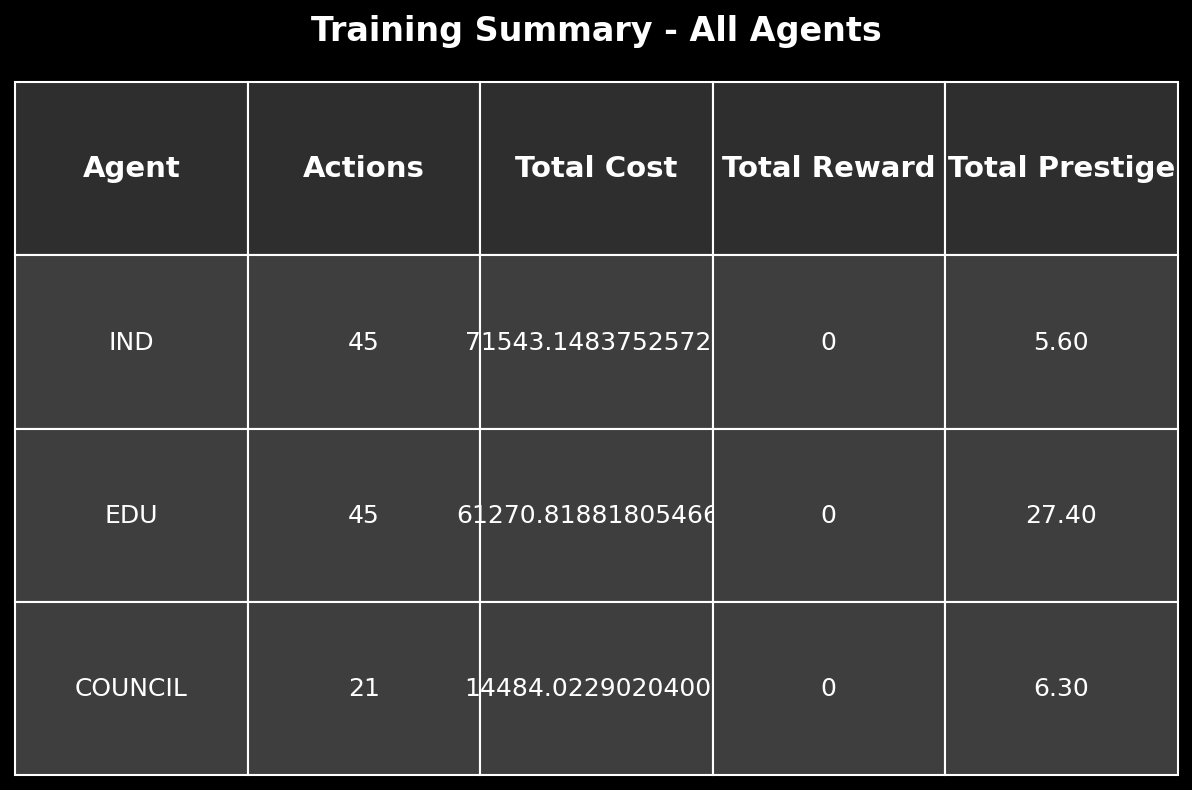 Training Summary - All Agents
Agent Actions Total Cost Total Reward Total Prestige
IND 45 71543.1483752572 0 5.60
EDU 45 61270.81881805466 0 27.40
COUNCIL 21 14484.0229020400 0 6.30